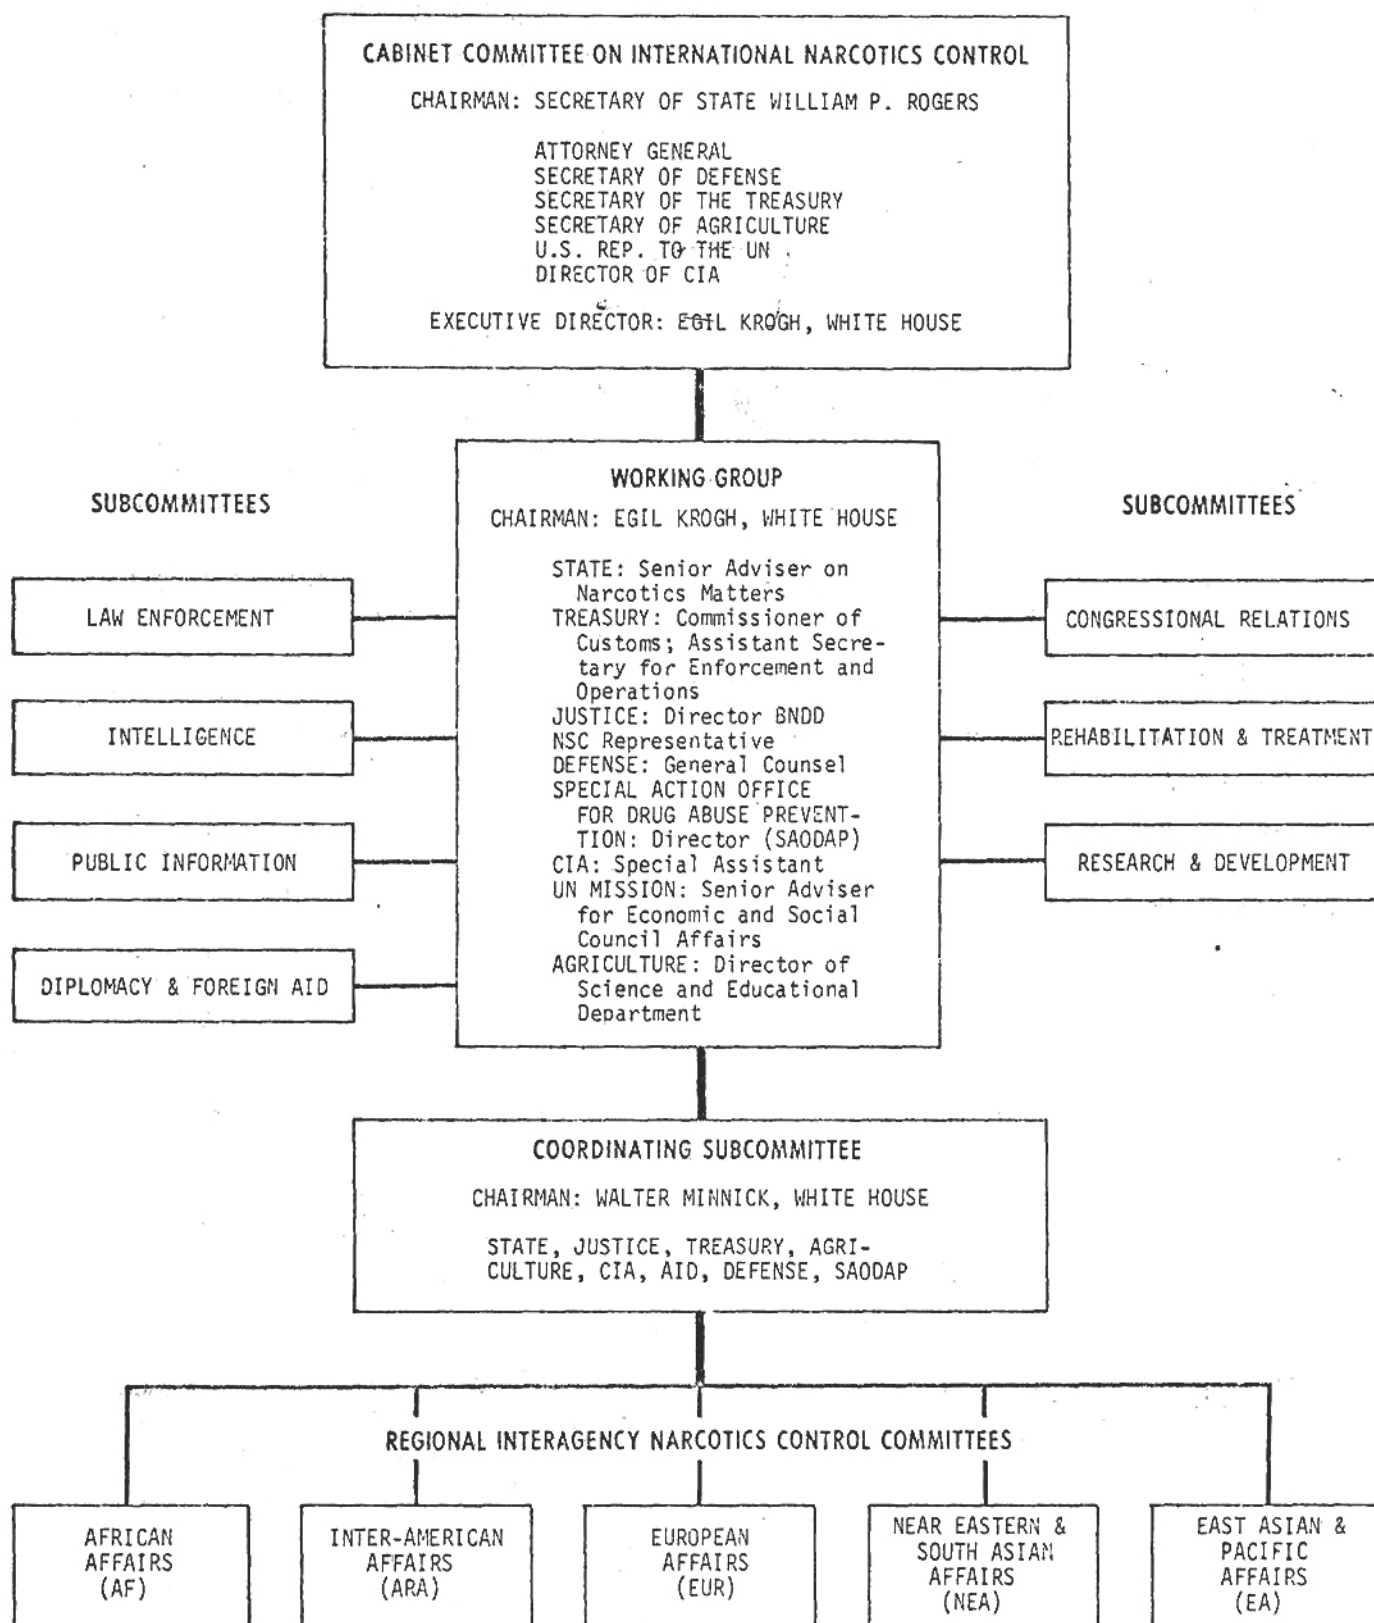 CABINET COMMITTEE ON INTERNATIONAL NARCOTICS CONTROL
CHAIRMAN: SECRETARY OF STATE WILLIAM P. ROGERS
ATTORNEY GENERAL
SECRETARY OF DEFENSE
SECRETARY OF THE TREASURY
SECRETARY OF AGRICULTURE
U.S. REP. TO THE UN
DIRECTOR OF CIA
EXECUTIVE DIRECTOR: EGIL KROGH, WHITE HOUSE
WORKING GROUP
CHAIRMAN: EGIL KROGH, WHITE HOUSE
STATE: Senior Adviser on
Narcotics Matters
TREASURY: Commissioner of
Customs; Assistant Secre-
tary for Enforcement and
Operations
JUSTICE: Director BNDD
NSC Representative
DEFENSE: General Counsel
SPECIAL ACTION OFFICE
FOR DRUG ABUSE PREVENT-
TION: Director (SAODAP)
CIA: Special Assistant
UN MISSION: Senior Adviser
for Economic and Social
Council Affairs
AGRICULTURE: Director of
Science and Educational
Department
SUBCOMMITTEES
LAW ENFORCEMENT
INTELLIGENCE
PUBLIC INFORMATION
DIPLOMACY & FOREIGN AID
SUBCOMMITTEES
CONGRESSIONAL RELATIONS
REHABILITATION & TREATMENT
RESEARCH & DEVELOPMENT
COORDINATING SUBCOMMITTEE
CHAIRMAN: WALTER MINNICK, WHITE HOUSE
STATE, JUSTICE, TREASURY, AGRI-
CULTURE, CIA, AID, DEFENSE, SAODAP
REGIONAL INTERAGENCY NARCOTICS CONTROL COMMITTEES
AFRICAN
AFFAIRS
(AF)
INTER-AMERICAN
AFFAIRS
(ARA)
EUROPEAN
AFFAIRS
(EUR)
NEAR EASTERN &
SOUTH ASIAN
AFFAIRS
(NEA)
EAST ASIAN &
PACIFIC
AFFAIRS
(EA)